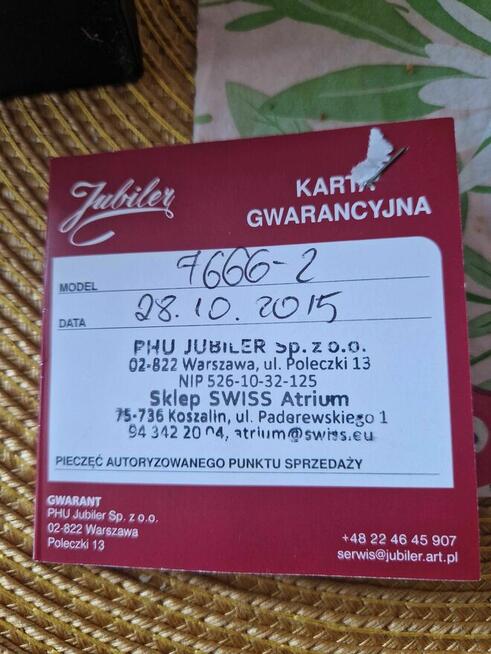 Jubiler
KARTA
GWARANCYJNA
MODEL 7666-2
DATA 28.10.2015
PHU JUBILER Sp. z o.o.
02-822 Warszawa, ul. Poleczki 13
NIP 526-10-32-125
Sklep SWISS Atrium
75-736 Koszalin, ul. Paderewskiego 1
94 342 20 04, atrium@swiss.eu
PIECZĘĆ AUTORYZOWANEGO PUNKTU SPRZEDAŻY
GWARANT
PHU Jubiler Sp. z o.o.
02-822 Warszawa
Poleczki 13
+48 22 46 45 907
serwis@jubiler.art.pl